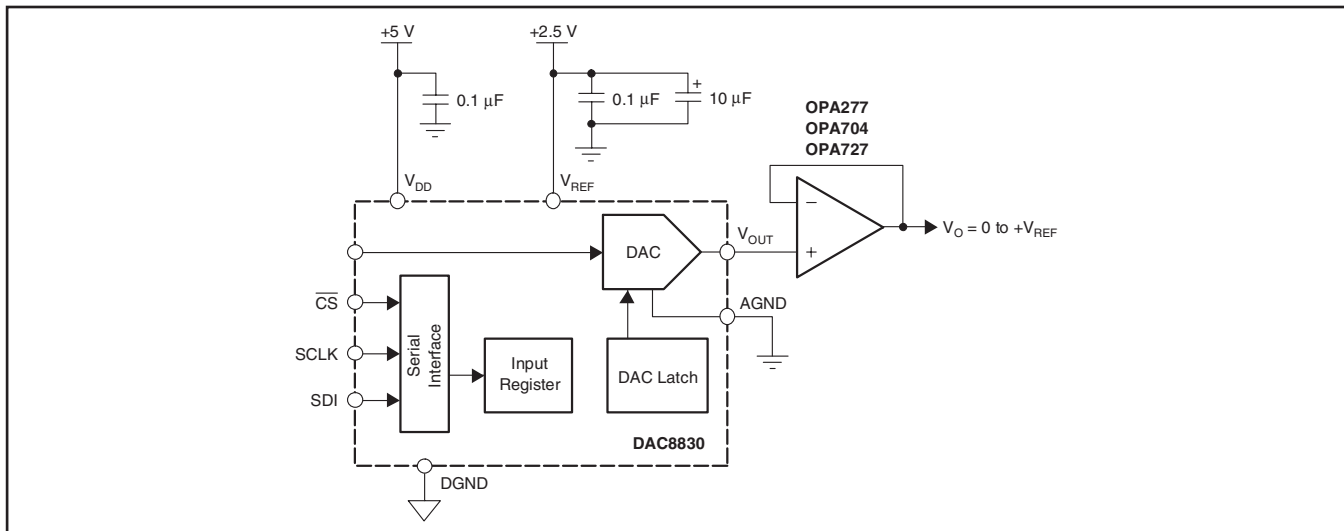 +5 V
+2.5 V
0.1 μF
0.1 μF
+
10 μF
OPA277
OPA704
OPA727
V_DD
V_REF
−
+
V_O = 0 to +V_REF
DAC
V_OUT
C̅S̅
AGND
SCLK
Serial
Interface
Input
Register
DAC Latch
SDI
DAC8830
DGND